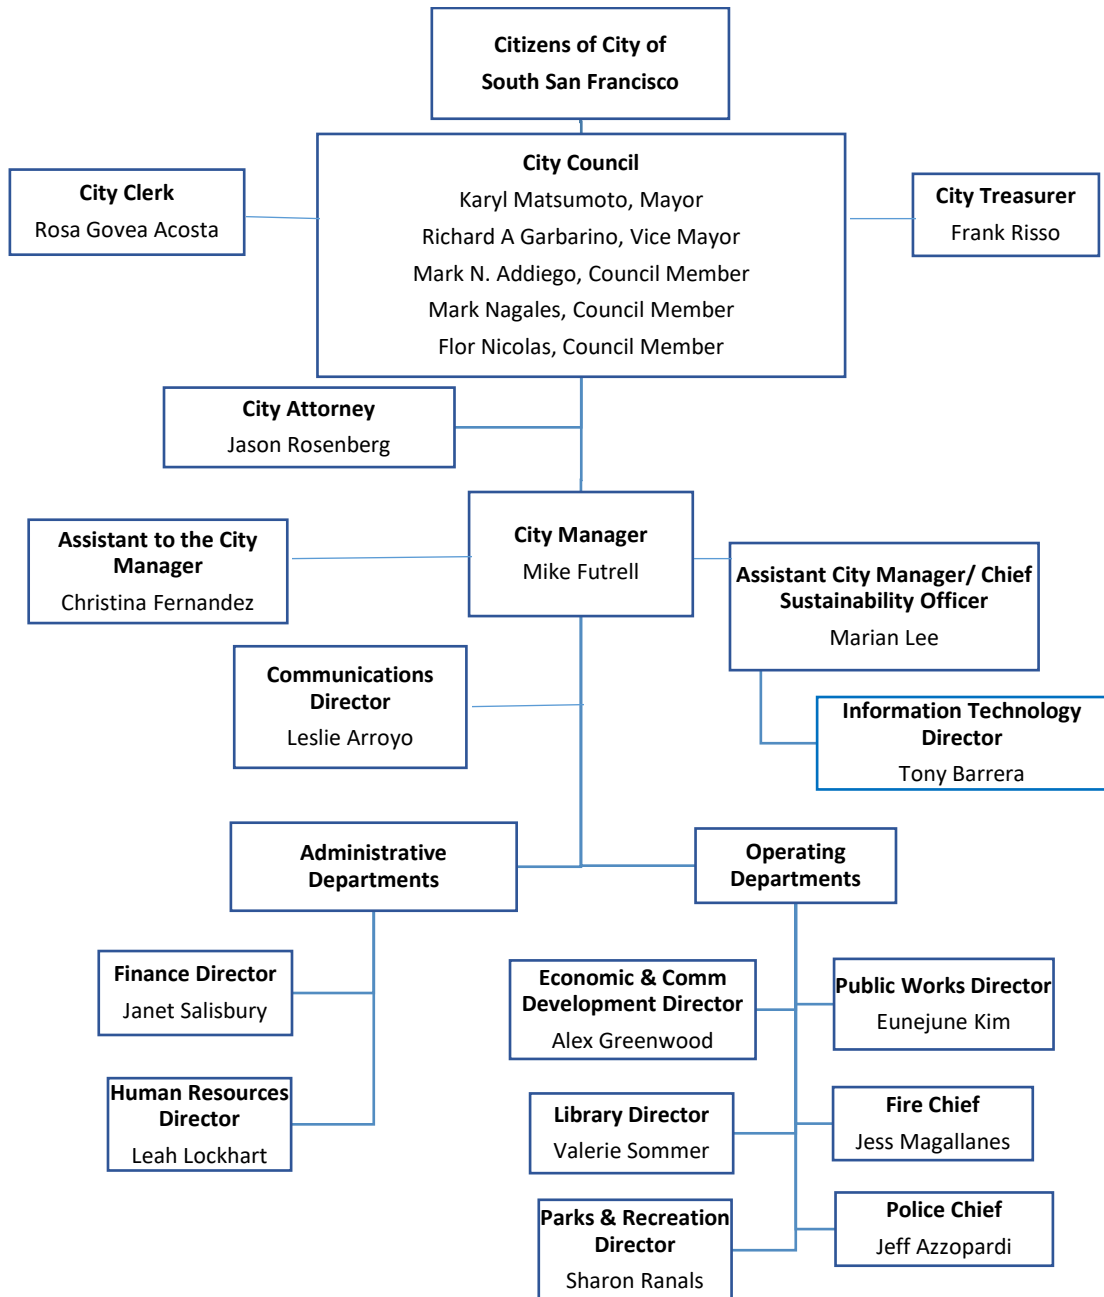 Citizens of City of
South San Francisco
City Council
Karyl Matsumoto, Mayor
Richard A Garbarino, Vice Mayor
Mark N. Addiego, Council Member
Mark Nagales, Council Member
Flor Nicolas, Council Member
City Clerk
Rosa Govea Acosta
City Treasurer
Frank Risso
City Attorney
Jason Rosenberg
City Manager
Mike Futrell
Assistant to the City
Manager
Christina Fernandez
Assistant City Manager/ Chief
Sustainability Officer
Marian Lee
Communications
Director
Leslie Arroyo
Information Technology
Director
Tony Barrera
Administrative
Departments
Operating
Departments
Finance Director
Janet Salisbury
Human Resources
Director
Leah Lockhart
Economic & Comm
Development Director
Alex Greenwood
Public Works Director
Eunejune Kim
Library Director
Valerie Sommer
Fire Chief
Jess Magallanes
Parks & Recreation
Director
Sharon Ranals
Police Chief
Jeff Azzopardi